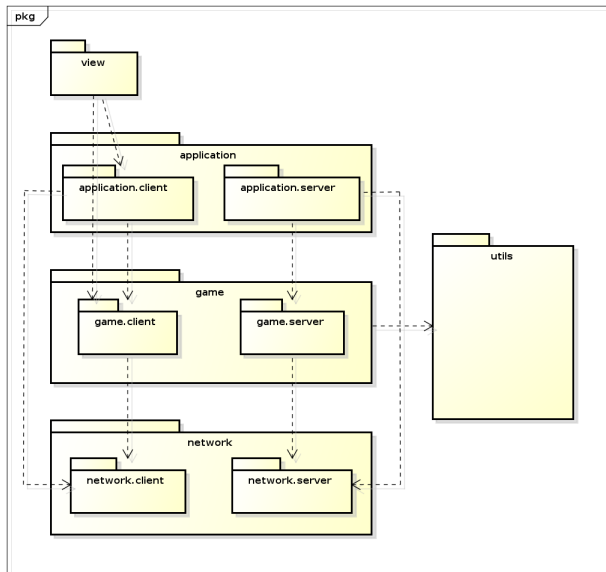 pkg
view
application
application.client
application.server
utils
game
game.client
game.server
network
network.client
network.server